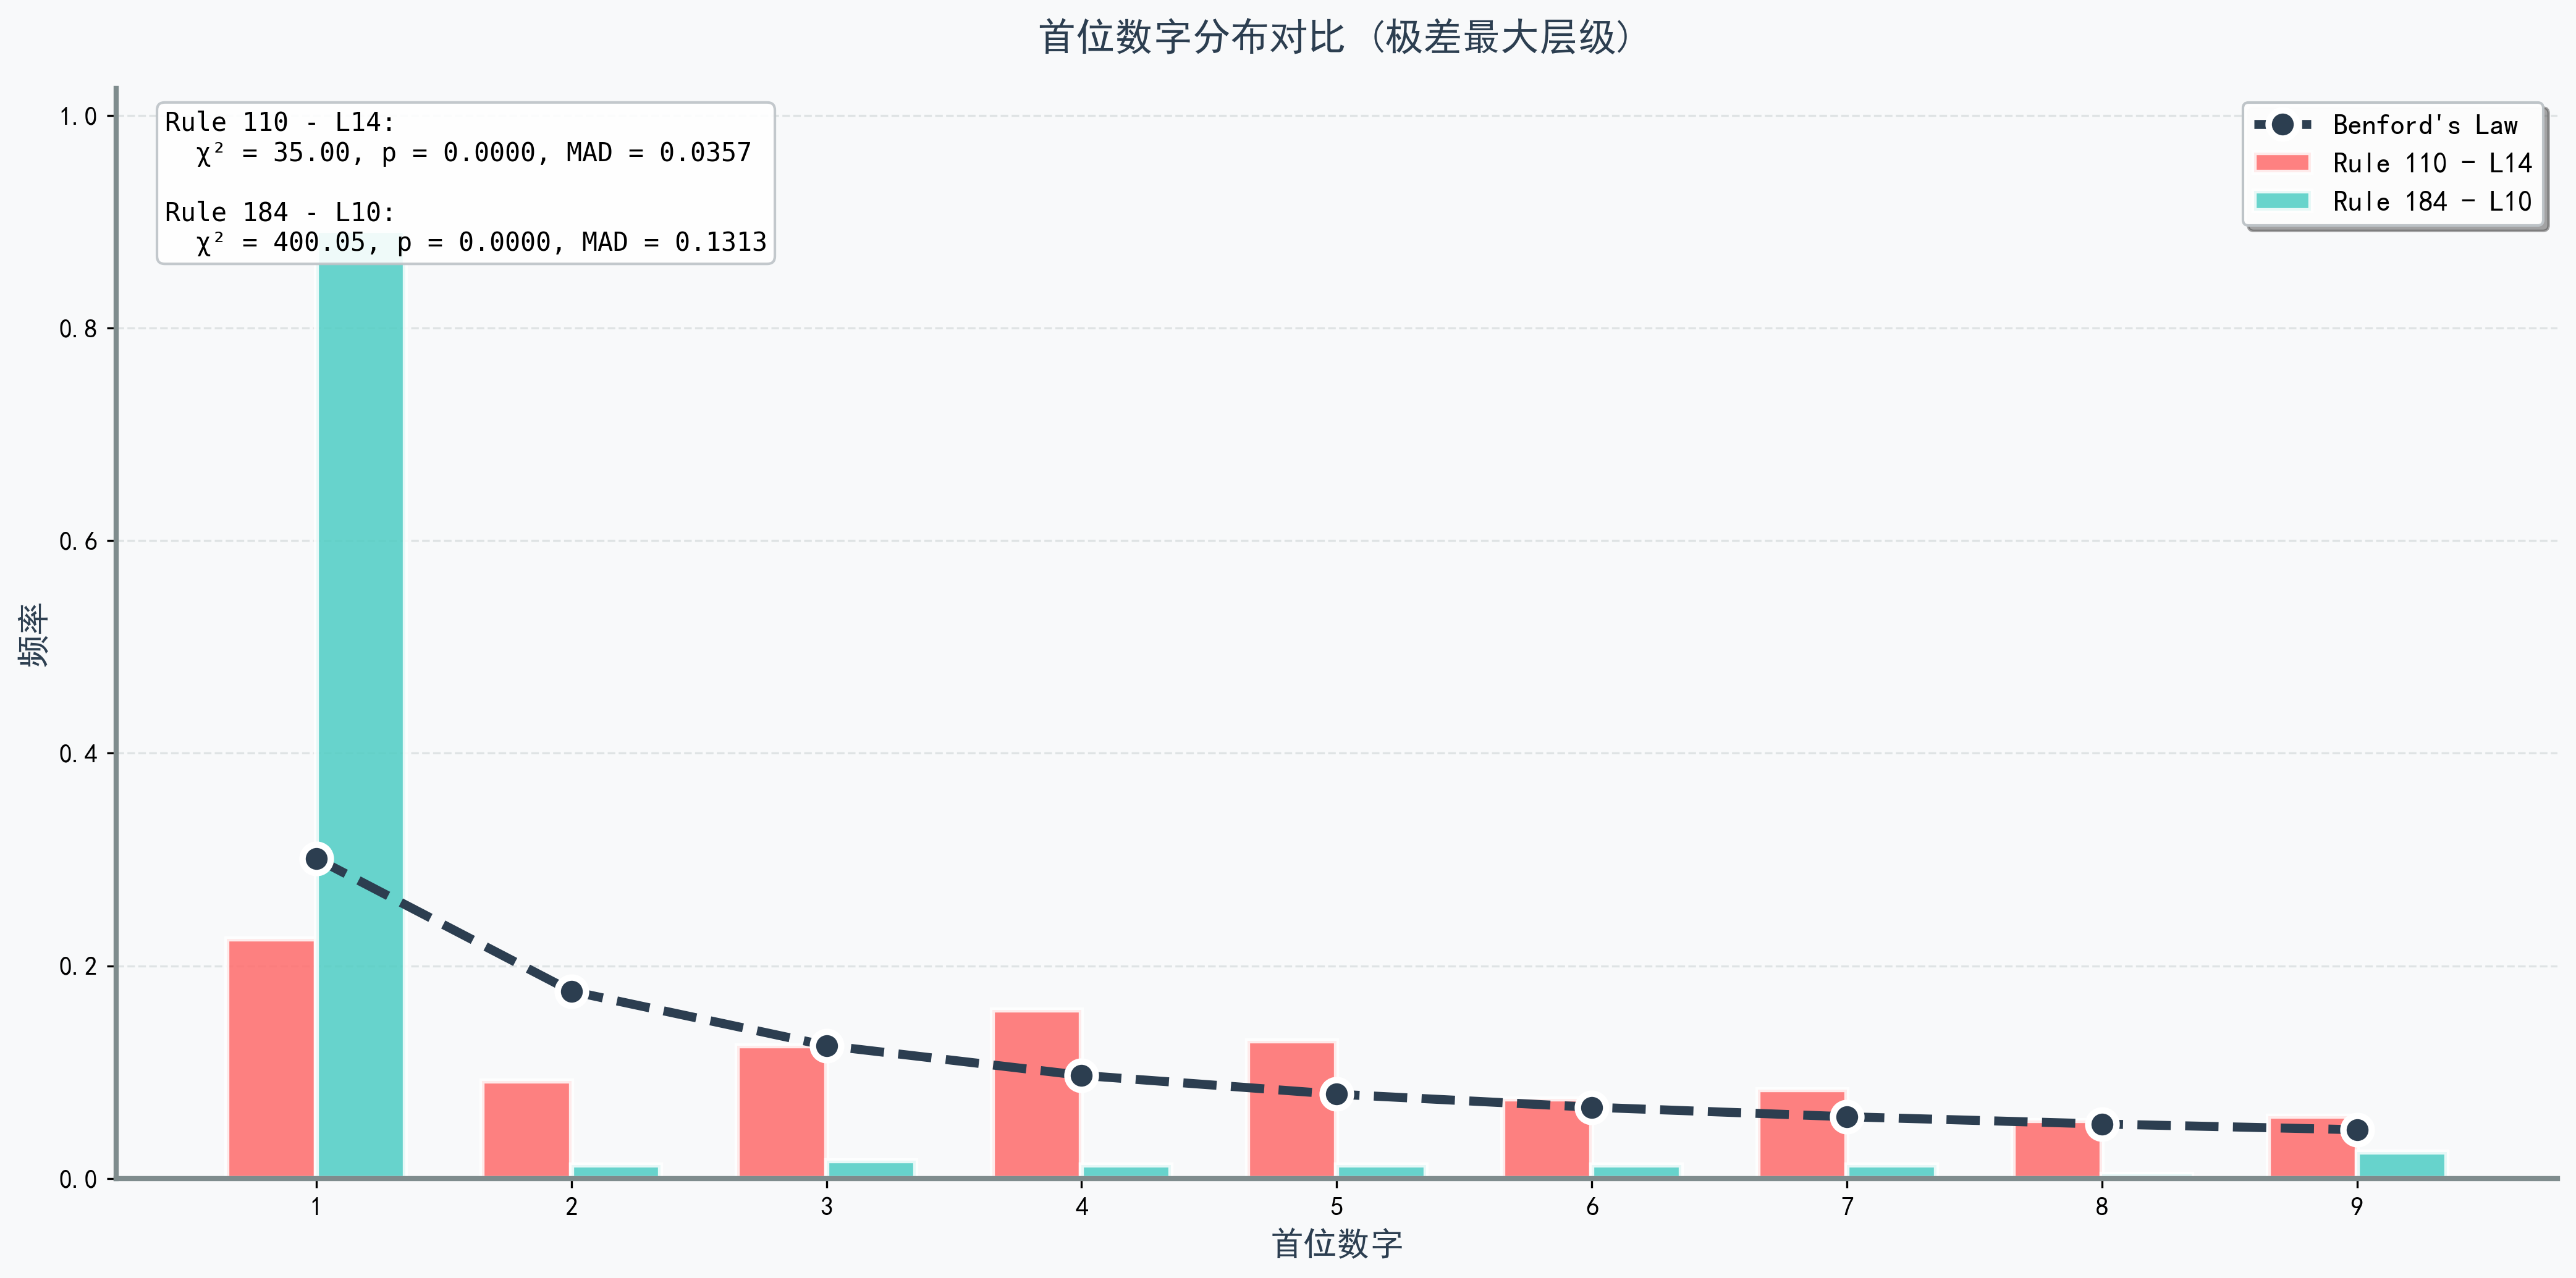 首位数字分布对比 (极差最大层级)
Rule 110 - L14:
χ² = 35.00, p = 0.0000, MAD = 0.0357
Rule 184 - L10:
χ² = 400.05, p = 0.0000, MAD = 0.1313
Benford's Law
Rule 110 - L14
Rule 184 - L10
1.0
0.8
0.6
0.4
0.2
0.0
频率
1 2 3 4 5 6 7 8 9
首位数字